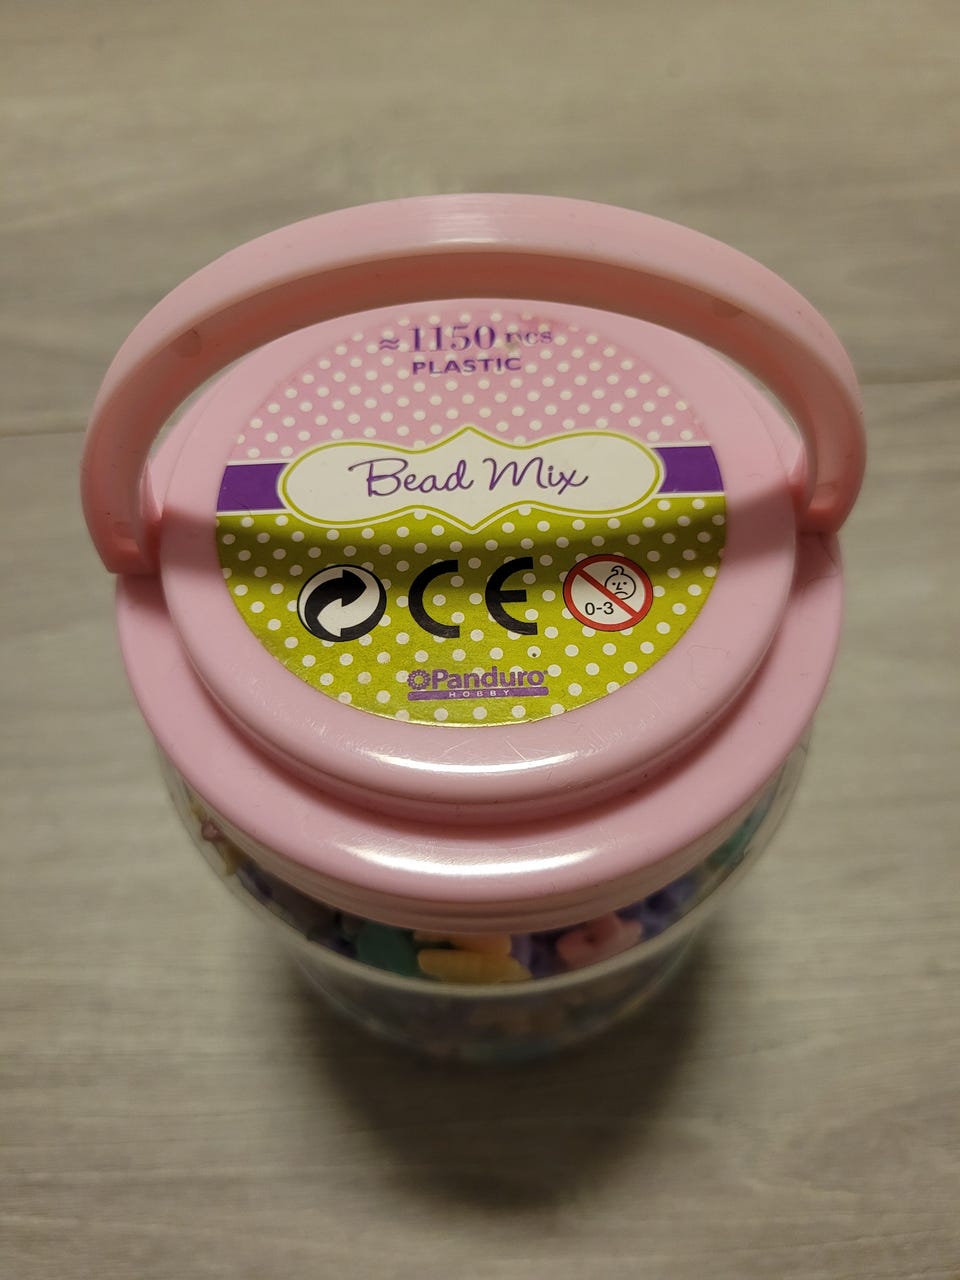 ≈ 1150 pcs
PLASTIC
Bead Mix
CE
0-3
Panduro
HOBBY